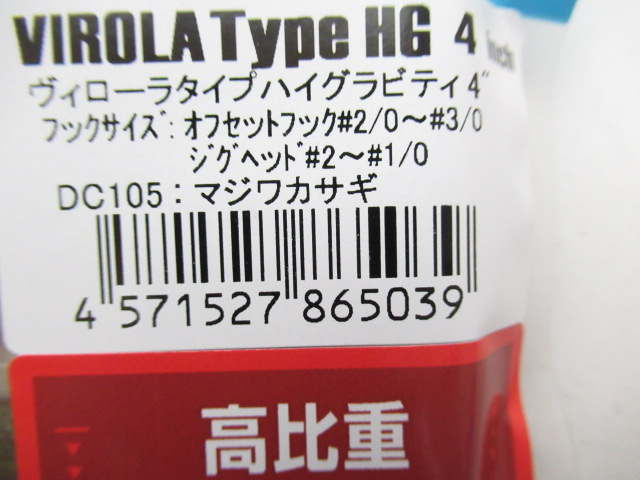 VIROLA Type HG 4 inch
ヴィローラタイプハイグラビティ4"
フックサイズ:オフセットフック#2/0～#3/0
ジグヘッド#2～#1/0
DC105:マジワカサギ
4 571527 865039
高比重